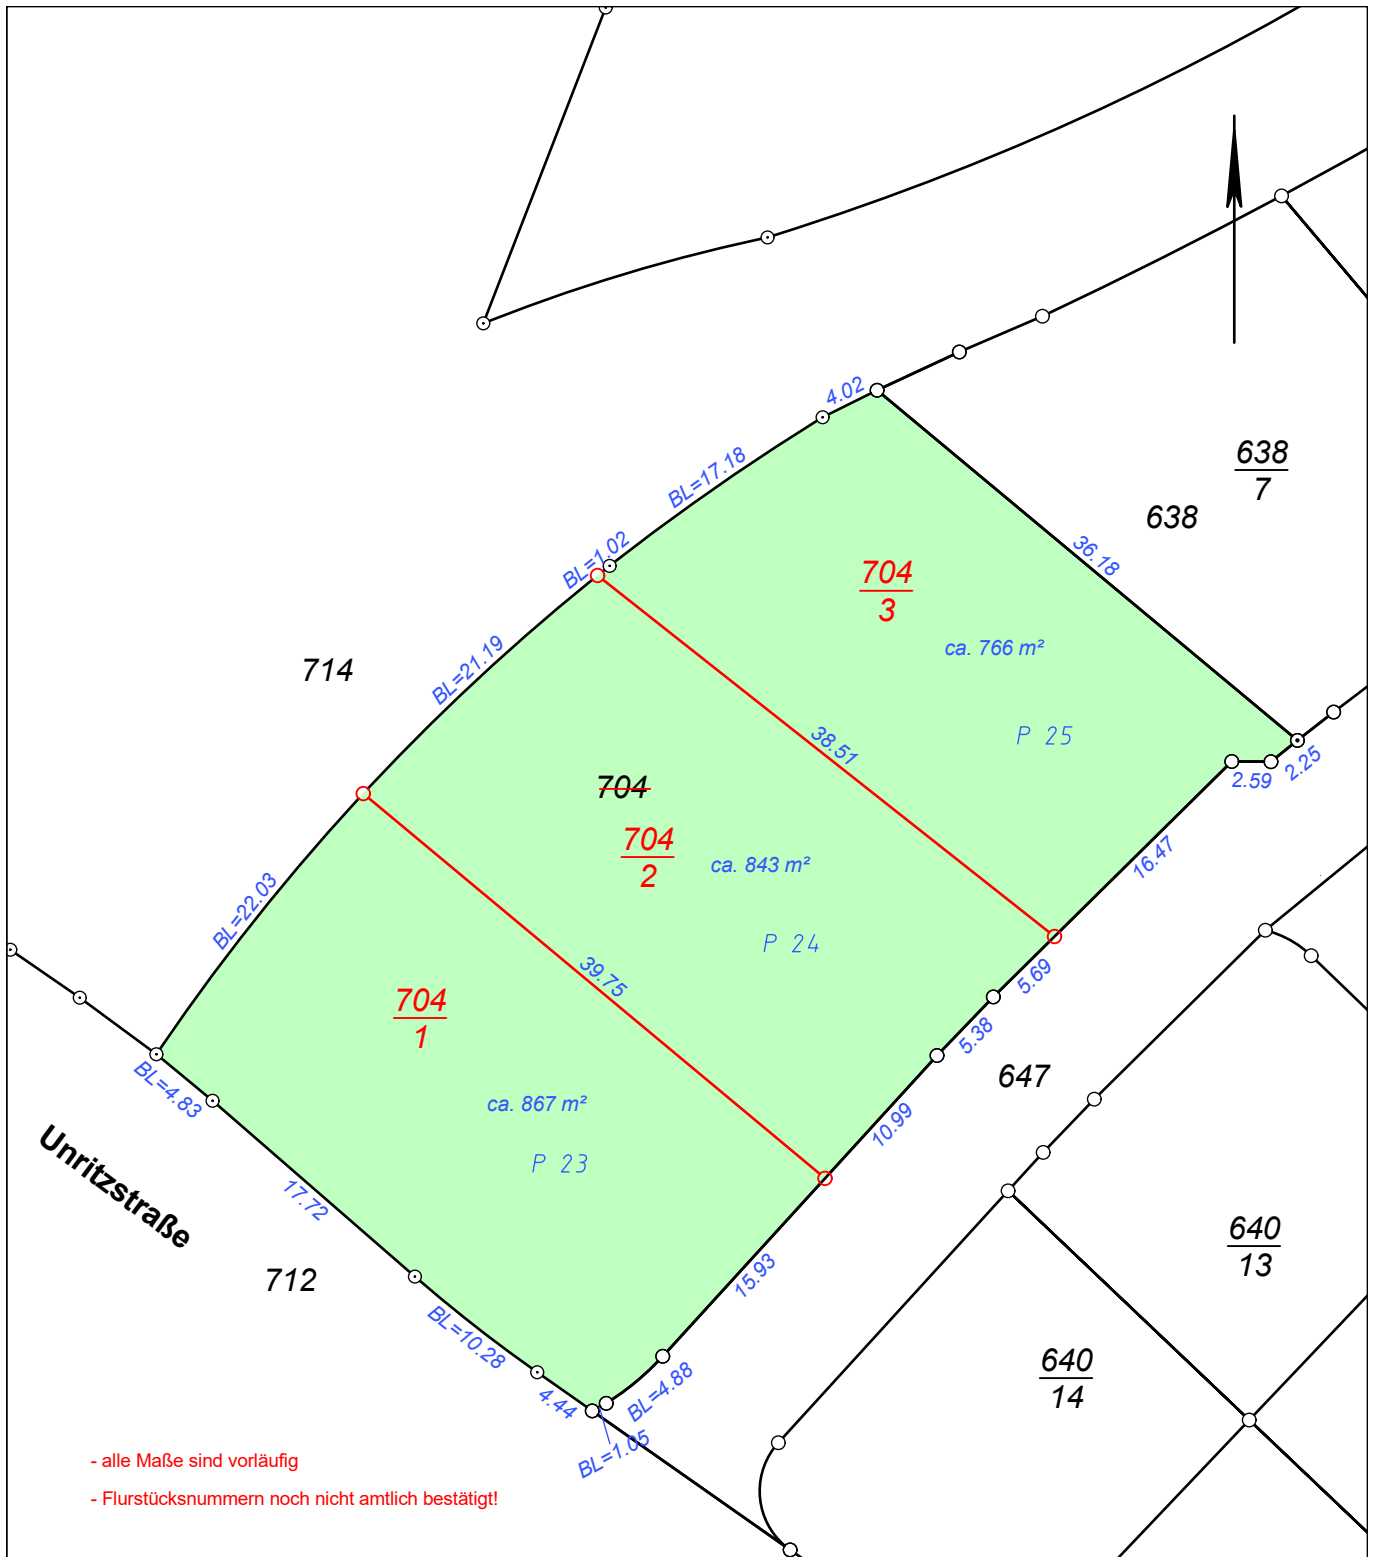 4.02
BL=17.18
638
7
638
36.18
BL=1.02
704
3
ca. 766 m²
BL=21.19
714
P 25
38.51
2.25
2.59
704
704
2
ca. 843 m²
16.47
BL=22.03
P 24
39.75
5.69
704
1
5.38
647
BL=4.83
ca. 867 m²
10.99
P 23
Unritzstraße
17.72
640
13
712
15.93
BL=10.28
640
14
4.44
BL=4.88
BL=1.05
- alle Maße sind vorläufig
- Flurstücksnummern noch nicht amtlich bestätigt!